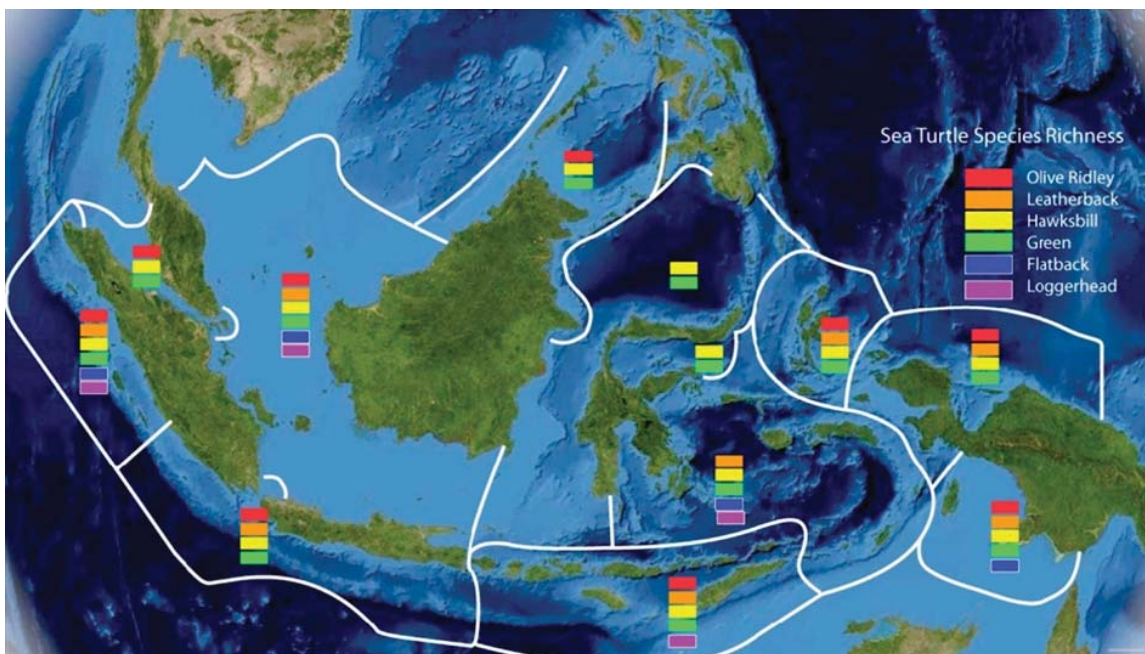 Sea Turtle Species Richness
Olive Ridley
Leatherback
Hawksbill
Green
Flatback
Loggerhead